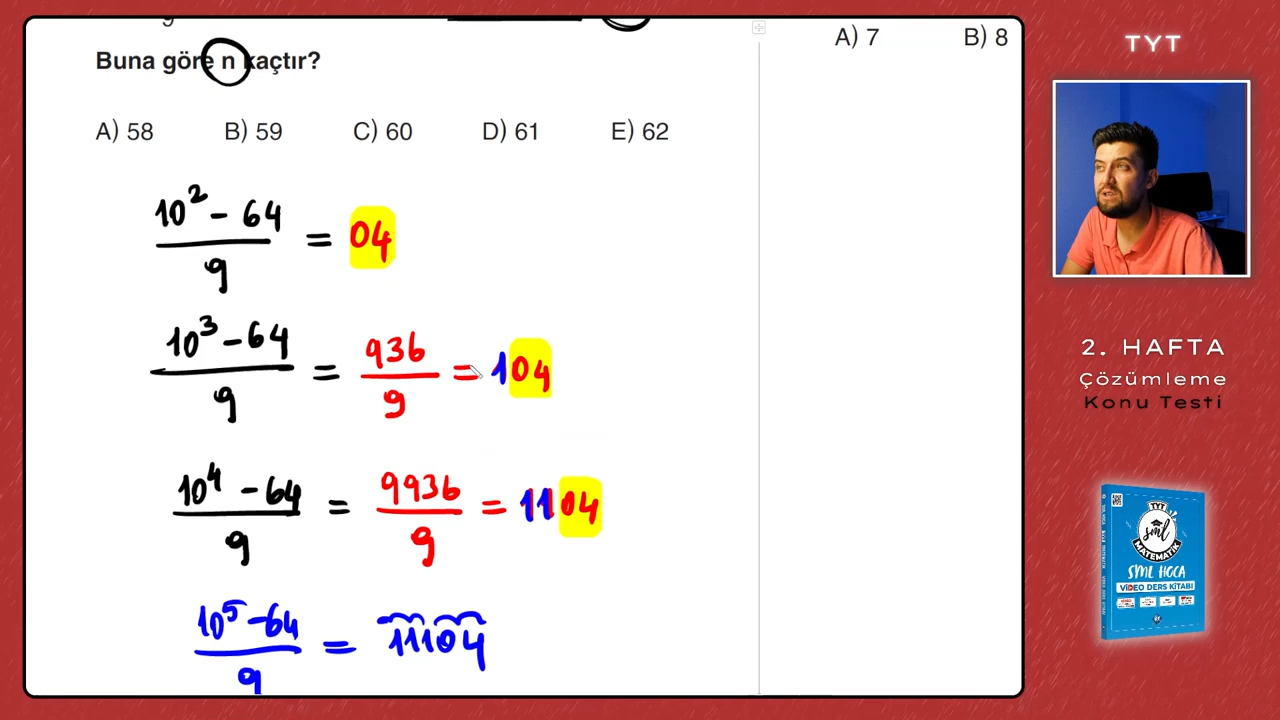 A) 7 B) 8
Buna göre n kaçtır?
A) 58 B) 59 C) 60 D) 61 E) 62
10² - 64 / 9 = 04
10³ - 64 / 9 = 936 / 9 = 104
10⁴ - 64 / 9 = 9936 / 9 = 1104
10⁵ - 64 / 9 = 11104
TYT
2. HAFTA
Çözümleme
Konu Testi
TYT
SML
MATEMATİK
SML HOCA
VİDEO DERS KİTABI